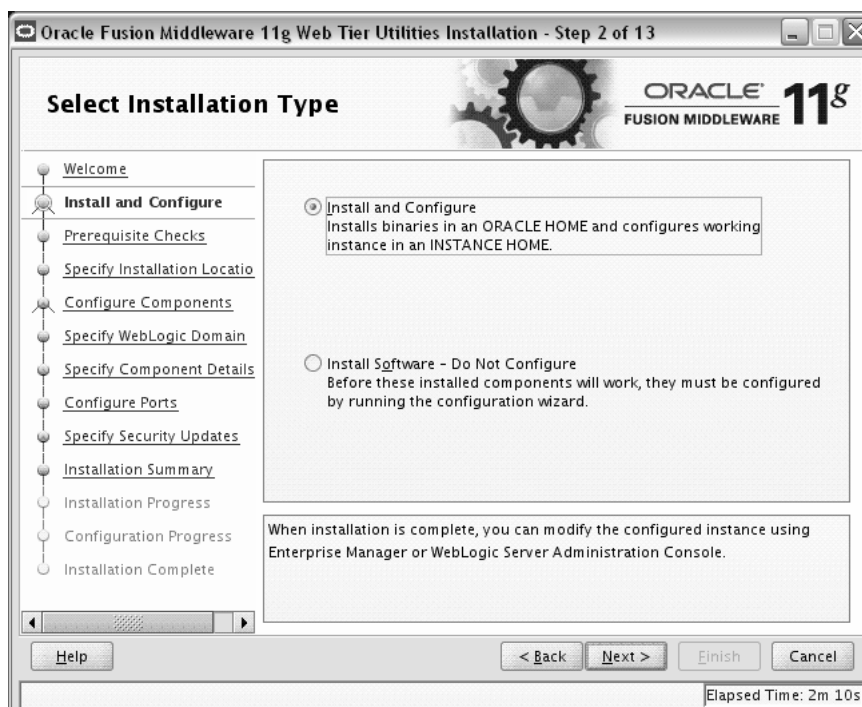 Oracle Fusion Middleware 11g Web Tier Utilities Installation - Step 2 of 13
Select Installation Type
ORACLE
FUSION MIDDLEWARE
11g
Welcome
Install and Configure
Prerequisite Checks
Specify Installation Locatio
Configure Components
Specify WebLogic Domain
Specify Component Details
Configure Ports
Specify Security Updates
Installation Summary
Installation Progress
Configuration Progress
Installation Complete
Install and Configure
Installs binaries in an ORACLE HOME and configures working
instance in an INSTANCE HOME.
Install Software - Do Not Configure
Before these installed components will work, they must be configured
by running the configuration wizard.
When installation is complete, you can modify the configured instance using
Enterprise Manager or WebLogic Server Administration Console.
Help
< Back
Next >
Finish
Cancel
Elapsed Time: 2m 10s